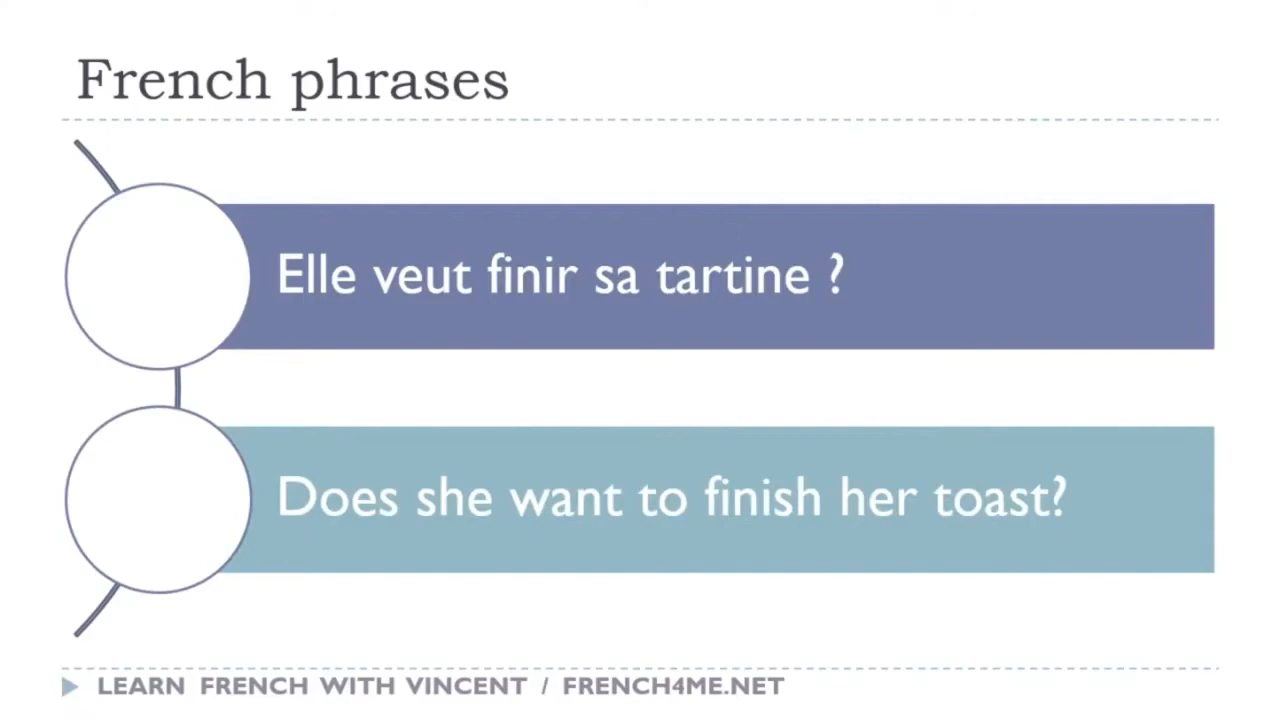 French phrases
Elle veut finir sa tartine ?
Does she want to finish her toast?
LEARN FRENCH WITH VINCENT / FRENCH4ME.NET